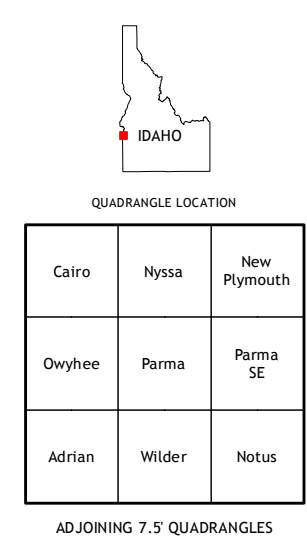 IDAHO
QUADRANGLE LOCATION
Cairo
Nyssa
New
Plymouth
Owyhee
Parma
Parma
SE
Adrian
Wilder
Notus
ADJOINING 7.5' QUADRANGLES